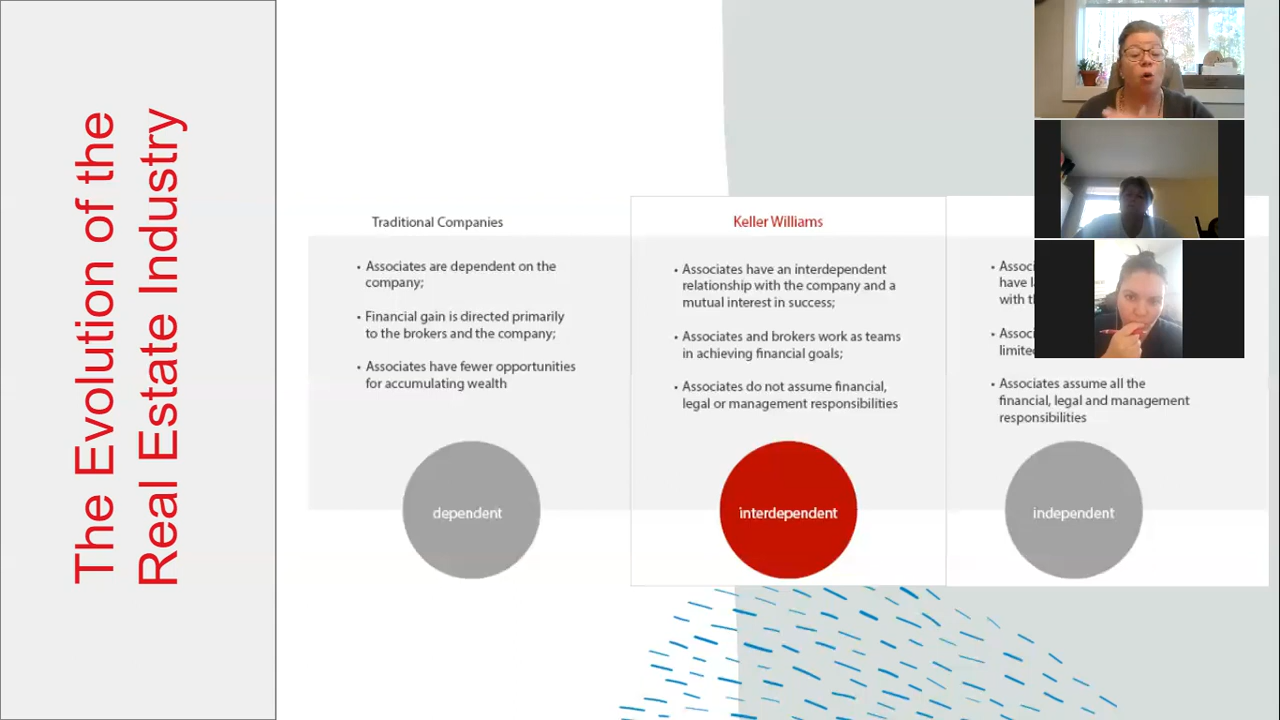 The Evolution of the
Real Estate Industry
Traditional Companies
• Associates are dependent on the
company;
• Financial gain is directed primarily
to the brokers and the company;
• Associates have fewer opportunities
for accumulating wealth
dependent
Keller Williams
• Associates have an interdependent
relationship with the company and a
mutual interest in success;
• Associates and brokers work as teams
in achieving financial goals;
• Associates do not assume financial,
legal or management responsibilities
interdependent
•
have
with
•
• Associates assume all the
financial, legal and management
responsibilities
independent